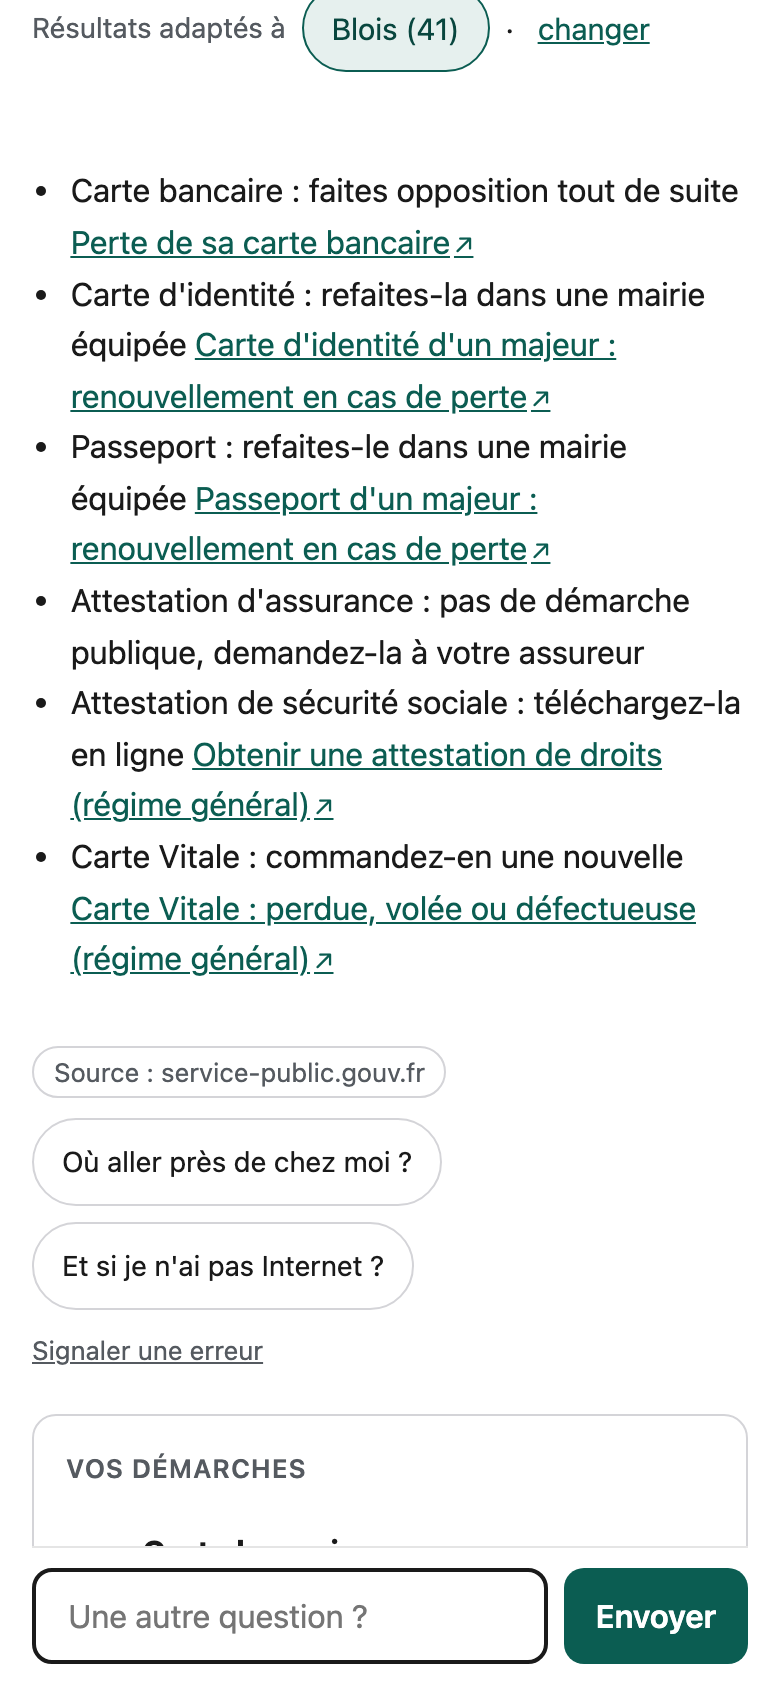 Résultats adaptés à Blois (41) · changer
• Carte bancaire : faites opposition tout de suite
Perte de sa carte bancaire ↗
• Carte d'identité : refaites-la dans une mairie
équipée Carte d'identité d'un majeur :
renouvellement en cas de perte ↗
• Passeport : refaites-le dans une mairie
équipée Passeport d'un majeur :
renouvellement en cas de perte ↗
• Attestation d'assurance : pas de démarche
publique, demandez-la à votre assureur
• Attestation de sécurité sociale : téléchargez-la
en ligne Obtenir une attestation de droits
(régime général) ↗
• Carte Vitale : commandez-en une nouvelle
Carte Vitale : perdue, volée ou défectueuse
(régime général) ↗
Source : service-public.gouv.fr
Où aller près de chez moi ?
Et si je n'ai pas Internet ?
Signaler une erreur
VOS DÉMARCHES
Une autre question ?
Envoyer